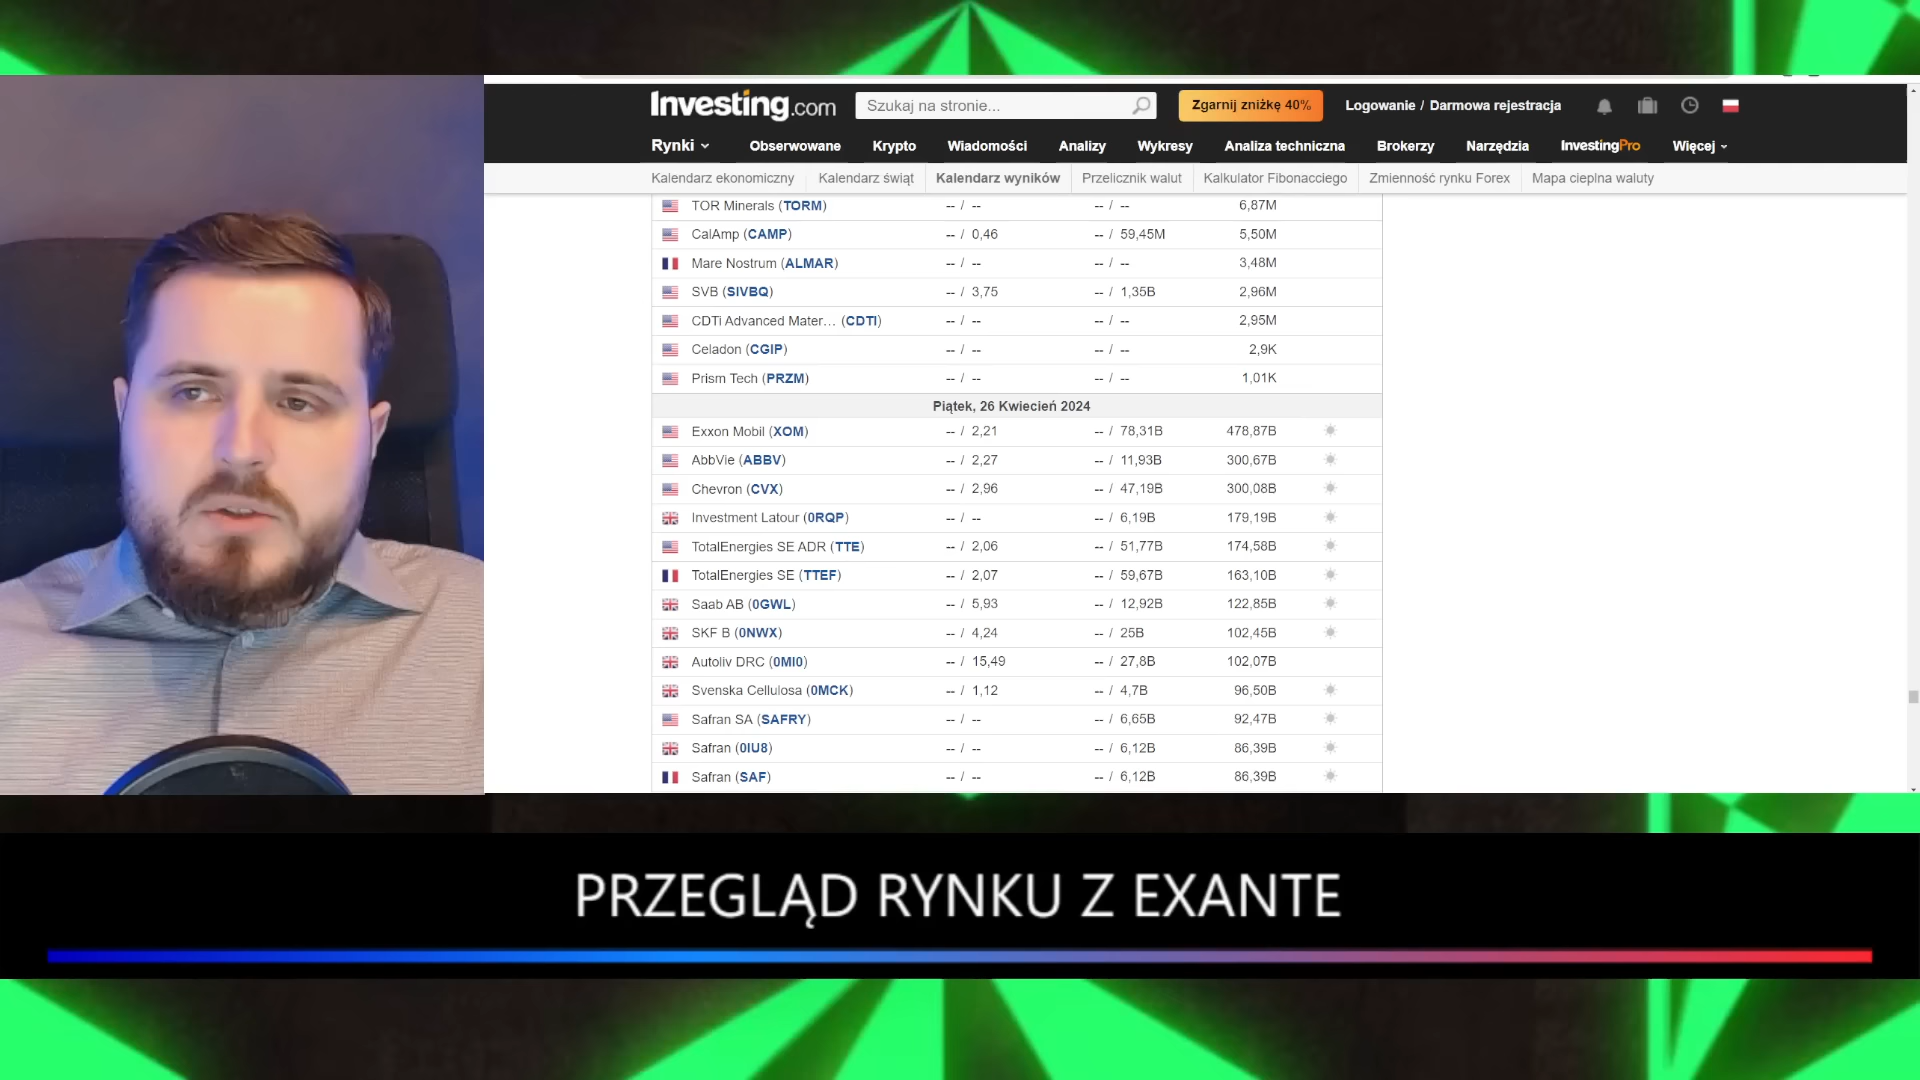 Investing.com Szukaj na stronie... Zgarnij zniżkę 40% Logowanie / Darmowa rejestracja
Rynki Obserwowane Krypto Wiadomości Analizy Wykresy Analiza techniczna Brokerzy Narzędzia InvestingPro Więcej
Kalendarz ekonomiczny Kalendarz świąt Kalendarz wyników Przelicznik walut Kalkulator Fibonacciego Zmienność rynku Forex Mapa cieplna waluty
TOR Minerals (TORM) -- / -- -- / -- 6,87M
CalAmp (CAMP) -- / 0,46 -- / 59,45M 5,50M
Mare Nostrum (ALMAR) -- / -- -- / -- 3,48M
SVB (SIVBQ) -- / 3,75 -- / 1,35B 2,96M
CDTi Advanced Mater... (CDTI) -- / -- -- / -- 2,95M
Celadon (CGIP) -- / -- -- / -- 2,9K
Prism Tech (PRZM) -- / -- -- / -- 1,01K
Piątek, 26 Kwiecień 2024
Exxon Mobil (XOM) -- / 2,21 -- / 78,31B 478,87B
AbbVie (ABBV) -- / 2,27 -- / 11,93B 300,67B
Chevron (CVX) -- / 2,96 -- / 47,19B 300,08B
Investment Latour (0RQP) -- / -- -- / 6,19B 179,19B
TotalEnergies SE ADR (TTE) -- / 2,06 -- / 51,77B 174,58B
TotalEnergies SE (TTEF) -- / 2,07 -- / 59,67B 163,10B
Saab AB (0GWL) -- / 5,93 -- / 12,92B 122,85B
SKF B (0NWX) -- / 4,24 -- / 25B 102,45B
Autoliv DRC (0MI0) -- / 15,49 -- / 27,8B 102,07B
Svenska Cellulosa (0MCK) -- / 1,12 -- / 4,7B 96,50B
Safran SA (SAFRY) -- / -- -- / 6,65B 92,47B
Safran (0IU8) -- / -- -- / 6,12B 86,39B
Safran (SAF) -- / -- -- / 6,12B 86,39B
PRZEGLĄD RYNKU Z EXANTE